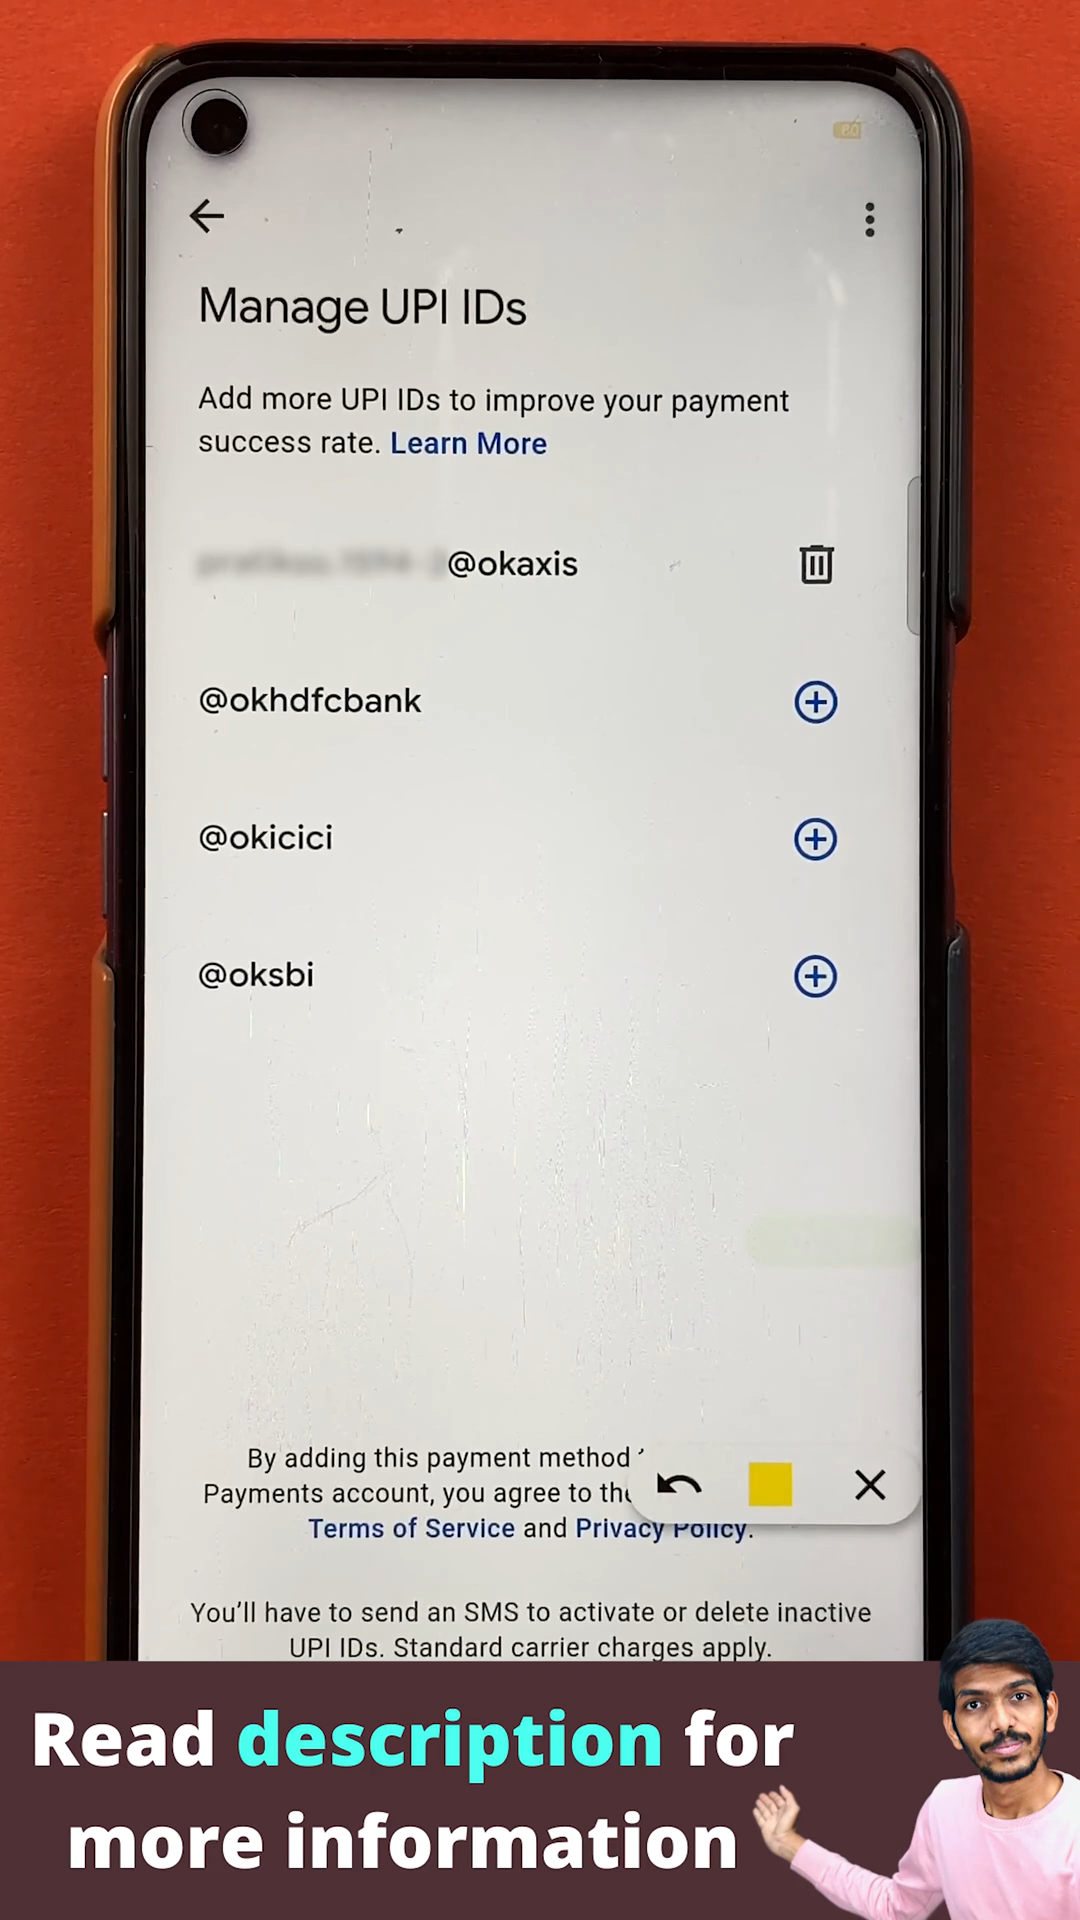 Manage UPI IDs
Add more UPI IDs to improve your payment
success rate. Learn More
@okaxis
@okhdfcbank
@okicici
@oksbi
By adding this payment method
Payments account, you agree to the
Terms of Service and Privacy Policy.
You'll have to send an SMS to activate or delete inactive
UPI IDs. Standard carrier charges apply.
Read description for
more information